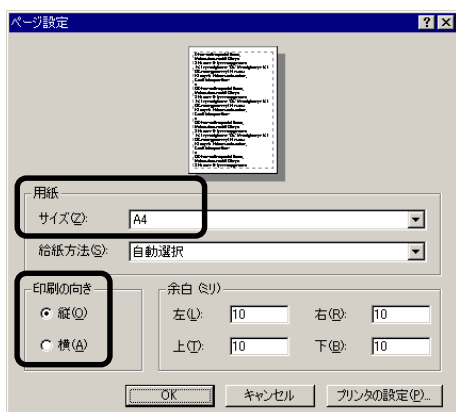 ページ設定
用紙
サイズ(Z): A4
給紙方法(S): 自動選択
印刷の向き
縦(O)
横(A)
余白 (ミリ)
左(L): 10 右(R): 10
上(T): 10 下(B): 10
OK キャンセル プリンタの設定(P)...